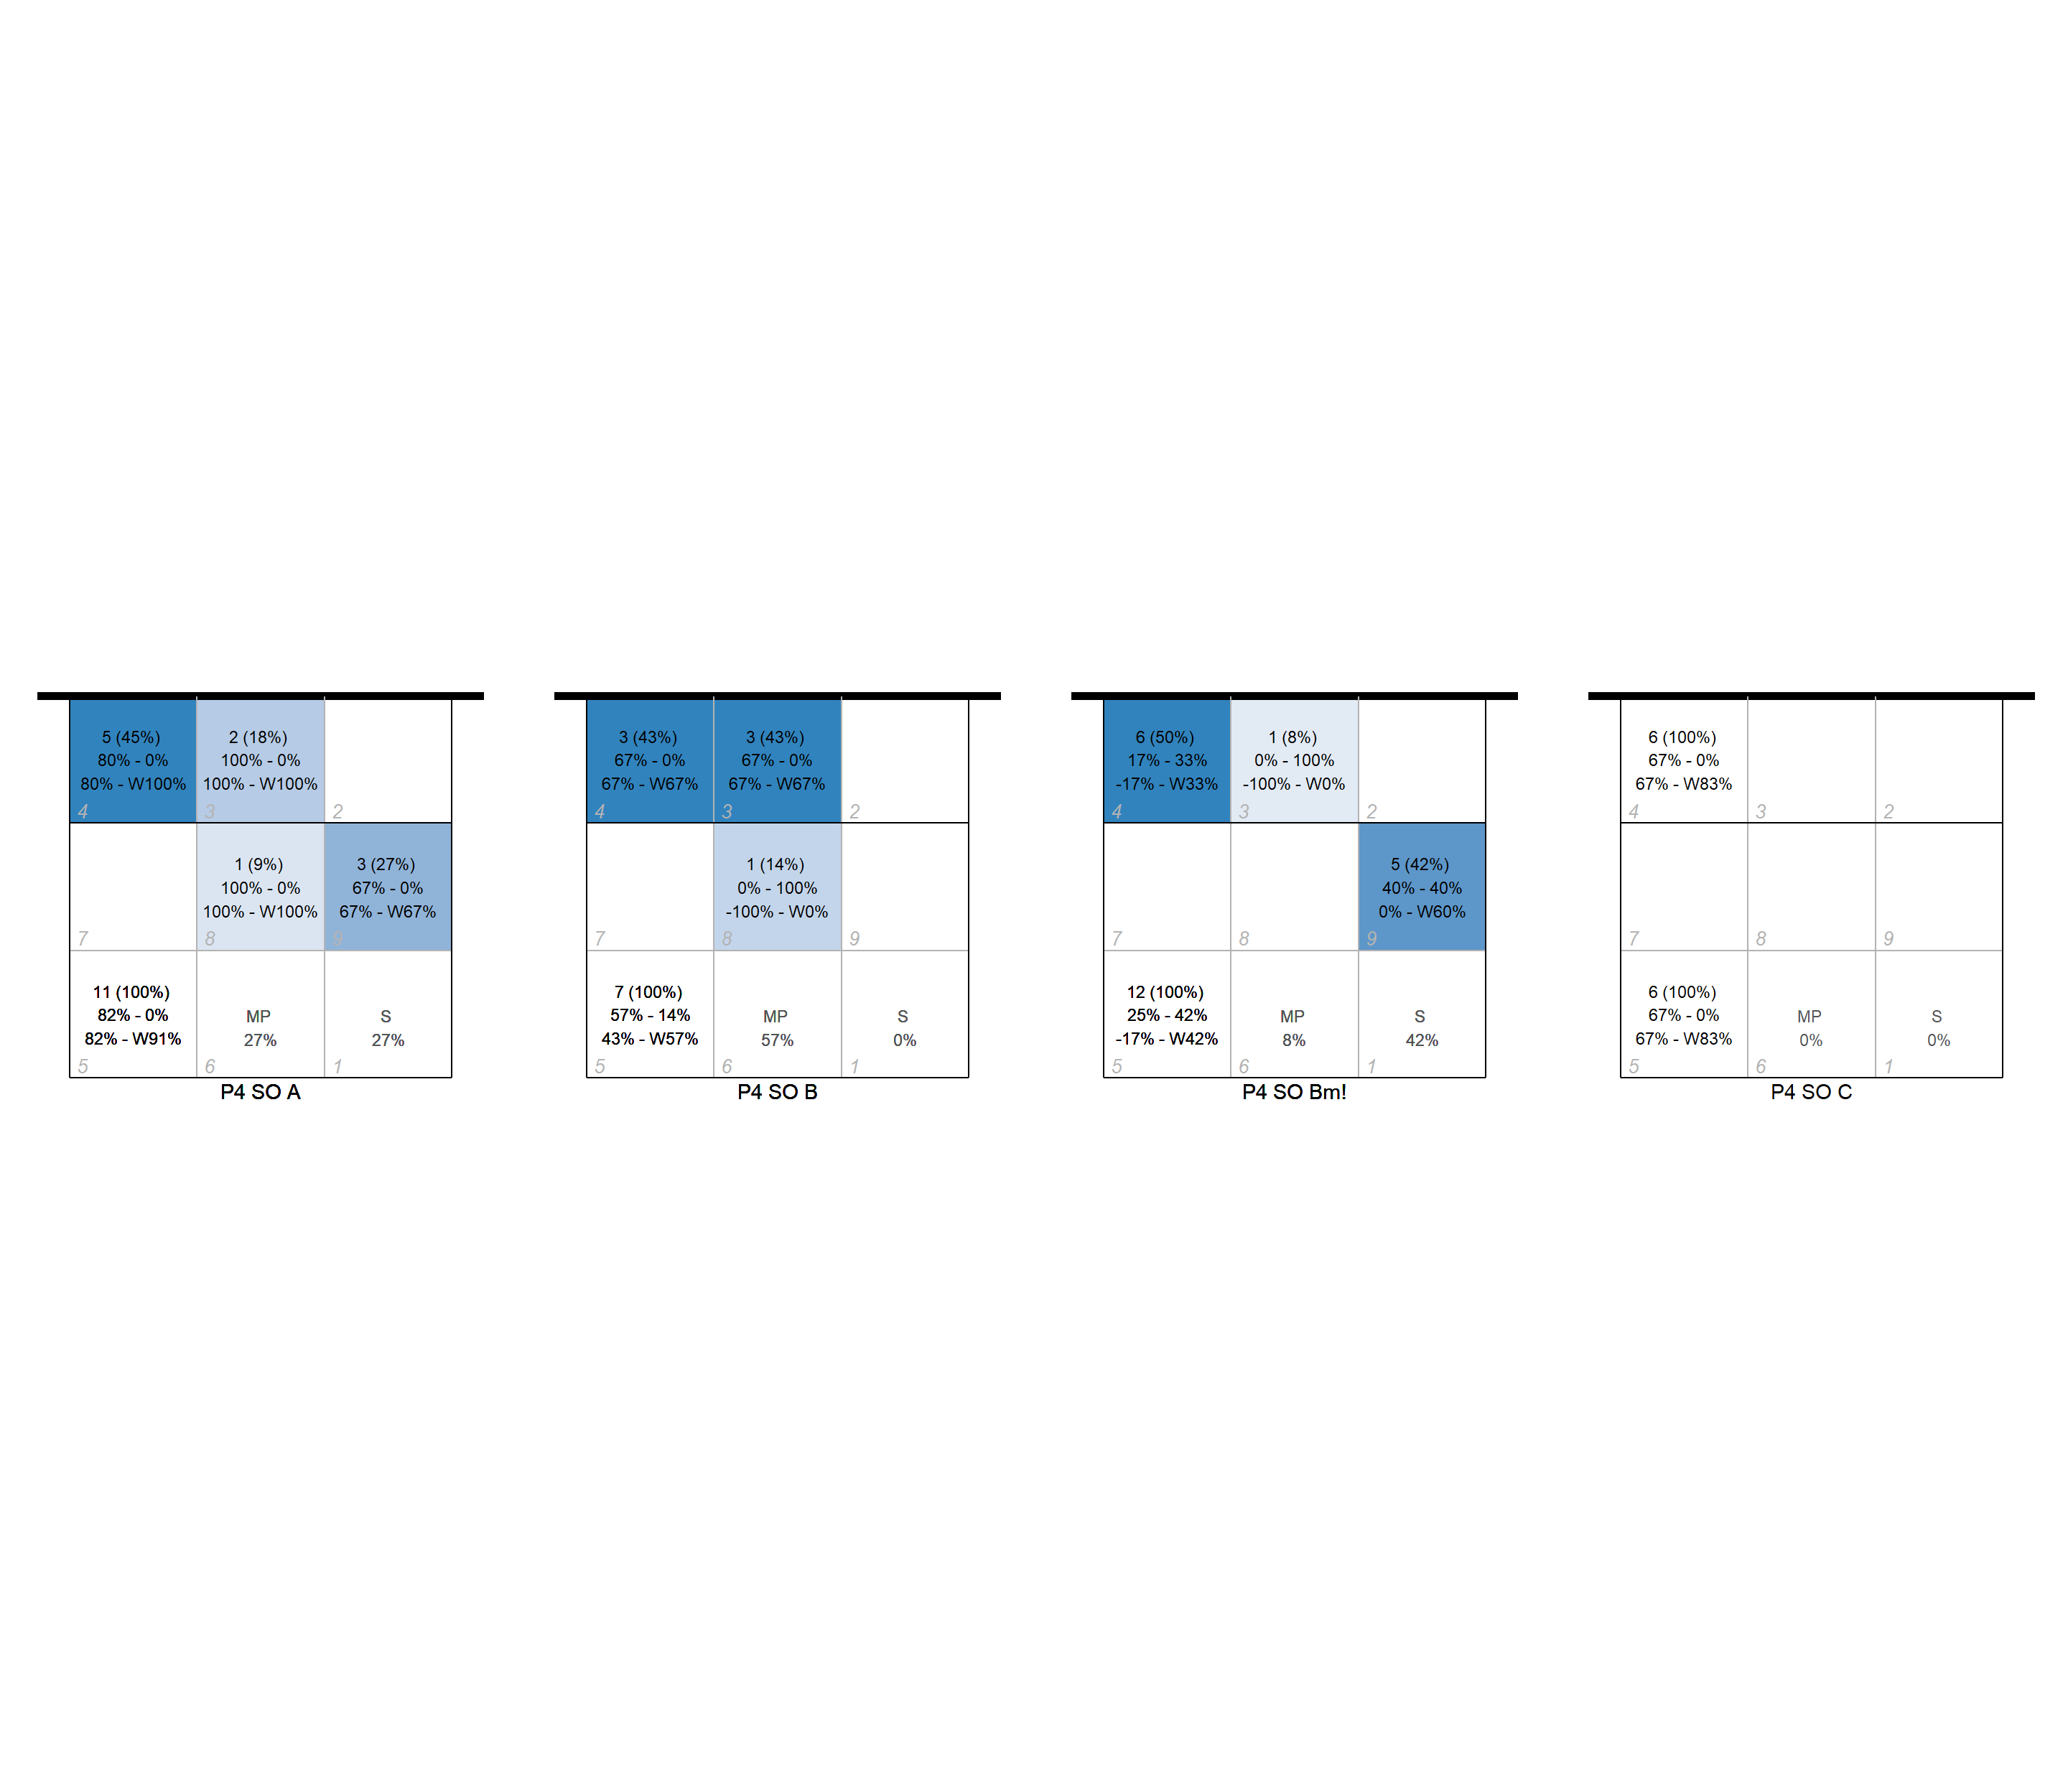 5 (45%)
80% - 0%
80% - W100%
4
2 (18%)
100% - 0%
100% - W100%
3
2
7
1 (9%)
100% - 0%
100% - W100%
8
3 (27%)
67% - 0%
67% - W67%
9
11 (100%)
82% - 0%
82% - W91%
5
MP
27%
6
S
27%
1
P4 SO A
3 (43%)
67% - 0%
67% - W67%
4
3 (43%)
67% - 0%
67% - W67%
3
2
7
1 (14%)
0% - 100%
-100% - W0%
8
9
7 (100%)
57% - 14%
43% - W57%
5
MP
57%
6
S
0%
1
P4 SO B
6 (50%)
17% - 33%
-17% - W33%
4
1 (8%)
0% - 100%
-100% - W0%
3
2
7
8
5 (42%)
40% - 40%
0% - W60%
9
12 (100%)
25% - 42%
-17% - W42%
5
MP
8%
6
S
42%
1
P4 SO Bm!
6 (100%)
67% - 0%
67% - W83%
4
3
2
7
8
9
6 (100%)
67% - 0%
67% - W83%
5
MP
0%
6
S
0%
1
P4 SO C